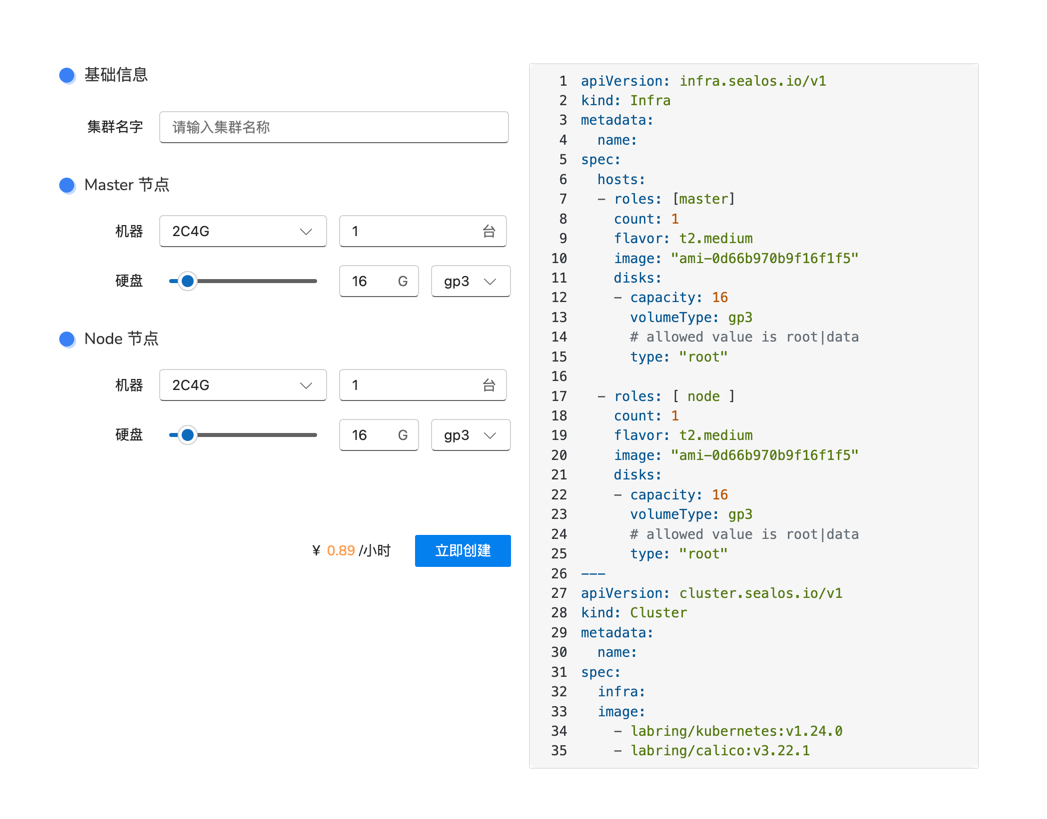 基础信息
集群名字 请输入集群名称
Master 节点
机器 2C4G 1 台
硬盘 16 G gp3
Node 节点
机器 2C4G 1 台
硬盘 16 G gp3
¥ 0.89 /小时 立即创建
1 apiVersion: infra.sealos.io/v1
2 kind: Infra
3 metadata:
4   name:
5 spec:
6   hosts:
7   - roles: [master]
8     count: 1
9     flavor: t2.medium
10     image: "ami-0d66b970b9f16f1f5"
11     disks:
12     - capacity: 16
13       volumeType: gp3
14       # allowed value is root|data
15       type: "root"
16
17   - roles: [ node ]
18     count: 1
19     flavor: t2.medium
20     image: "ami-0d66b970b9f16f1f5"
21     disks:
22     - capacity: 16
23       volumeType: gp3
24       # allowed value is root|data
25       type: "root"
26 ---
27 apiVersion: cluster.sealos.io/v1
28 kind: Cluster
29 metadata:
30   name:
31 spec:
32   infra:
33   image:
34     - labring/kubernetes:v1.24.0
35     - labring/calico:v3.22.1